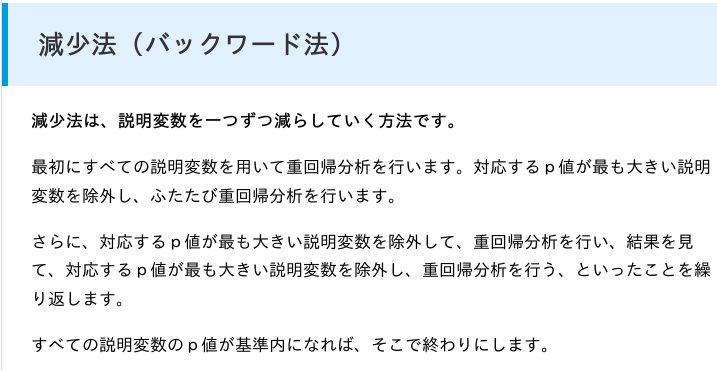 減少法（バックワード法）
減少法は、説明変数を一つずつ減らしていく方法です。
最初にすべての説明変数を用いて重回帰分析を行います。対応するｐ値が最も大きい説明
変数を除外し、ふたたび重回帰分析を行います。
さらに、対応するｐ値が最も大きい説明変数を除外して、重回帰分析を行い、結果を見
て、対応するｐ値が最も大きい説明変数を除外し、重回帰分析を行う、といったことを繰
り返します。
すべての説明変数のｐ値が基準内になれば、そこで終わりにします。